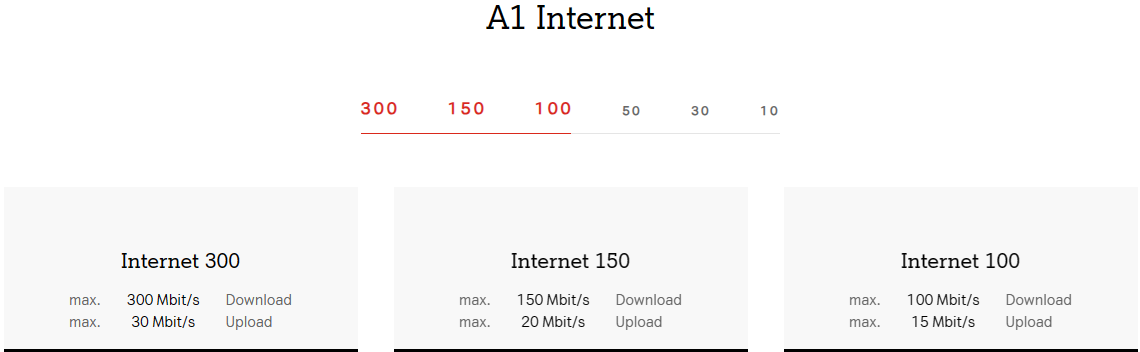 A1 Internet
300 150 100 50 30 10
Internet 300
max. 300 Mbit/s Download
max. 30 Mbit/s Upload
Internet 150
max. 150 Mbit/s Download
max. 20 Mbit/s Upload
Internet 100
max. 100 Mbit/s Download
max. 15 Mbit/s Upload